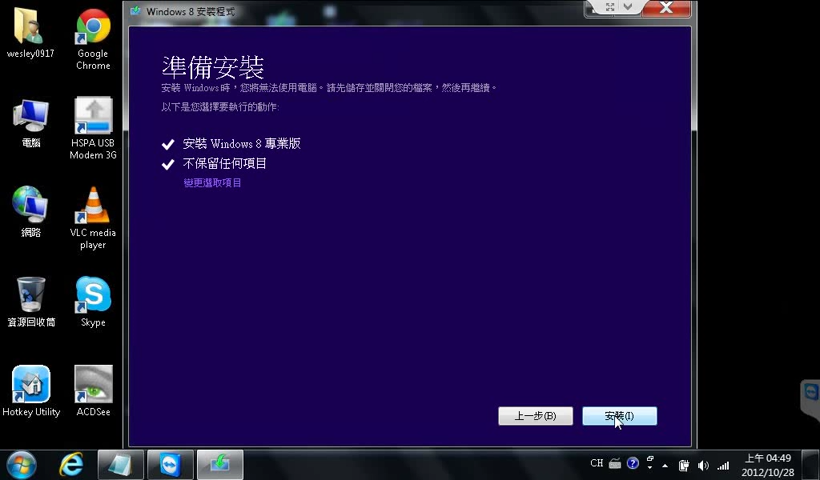 Windows 8 安裝程式
準備安裝
安裝 Windows 時，您將無法使用電腦。請先儲存並關閉您的檔案，然後再繼續。
以下是您選擇要執行的動作:
安裝 Windows 8 專業版
不保留任何項目
變更選取項目
上一步(B)
安裝(I)
wesley0917
Google
Chrome
電腦
HSPA USB
Modem 3G
網路
VLC media
player
資源回收筒
Skype
Hotkey Utility
ACDSee
CH
上午 04:49
2012/10/28